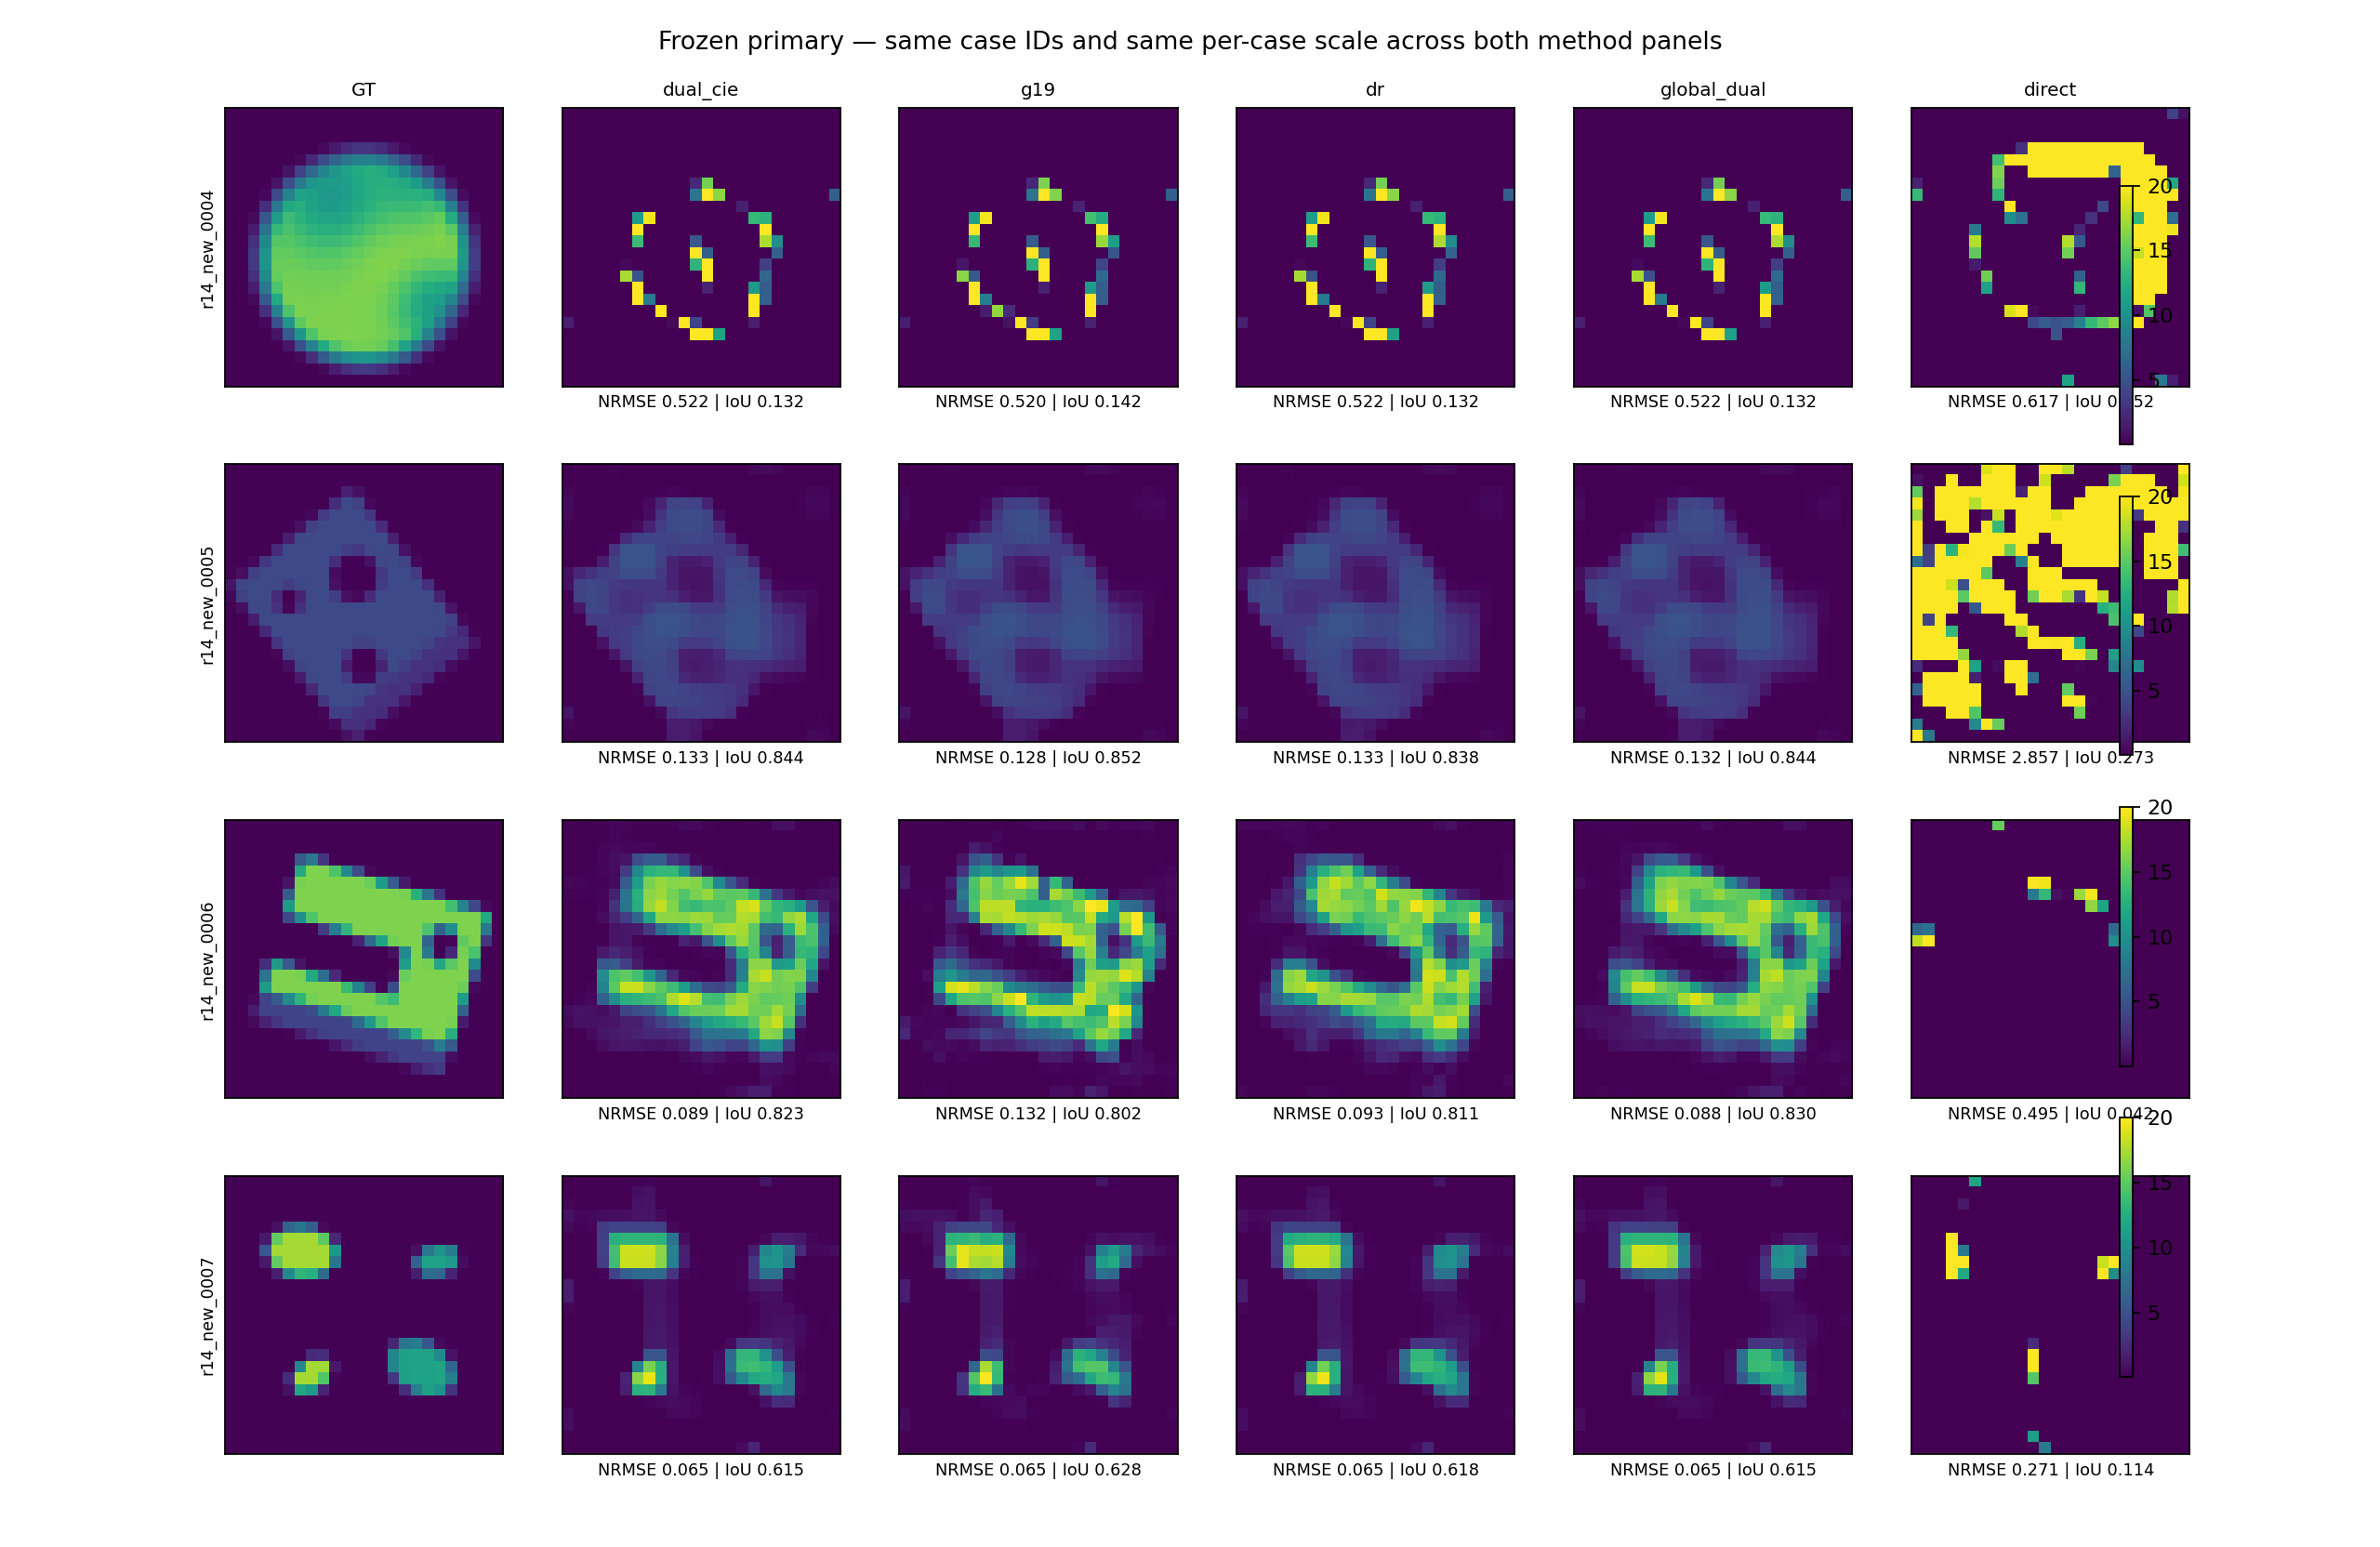 Frozen primary — same case IDs and same per-case scale across both method panels
GT dual_cie g19 dr global_dual direct
r14_new_0004
20
15
10
5
NRMSE 0.522 | IoU 0.132 NRMSE 0.520 | IoU 0.142 NRMSE 0.522 | IoU 0.132 NRMSE 0.522 | IoU 0.132 NRMSE 0.617 | IoU
r14_new_0005
20
15
10
5
NRMSE 0.133 | IoU 0.844 NRMSE 0.128 | IoU 0.852 NRMSE 0.133 | IoU 0.838 NRMSE 0.132 | IoU 0.844 NRMSE 2.857 | IoU 0.273
r14_new_0006
20
15
10
5
NRMSE 0.089 | IoU 0.823 NRMSE 0.132 | IoU 0.802 NRMSE 0.093 | IoU 0.811 NRMSE 0.088 | IoU 0.830 NRMSE 0.495 | IoU 0.042
r14_new_0007
20
15
10
5
NRMSE 0.065 | IoU 0.615 NRMSE 0.065 | IoU 0.628 NRMSE 0.065 | IoU 0.618 NRMSE 0.065 | IoU 0.615 NRMSE 0.271 | IoU 0.114